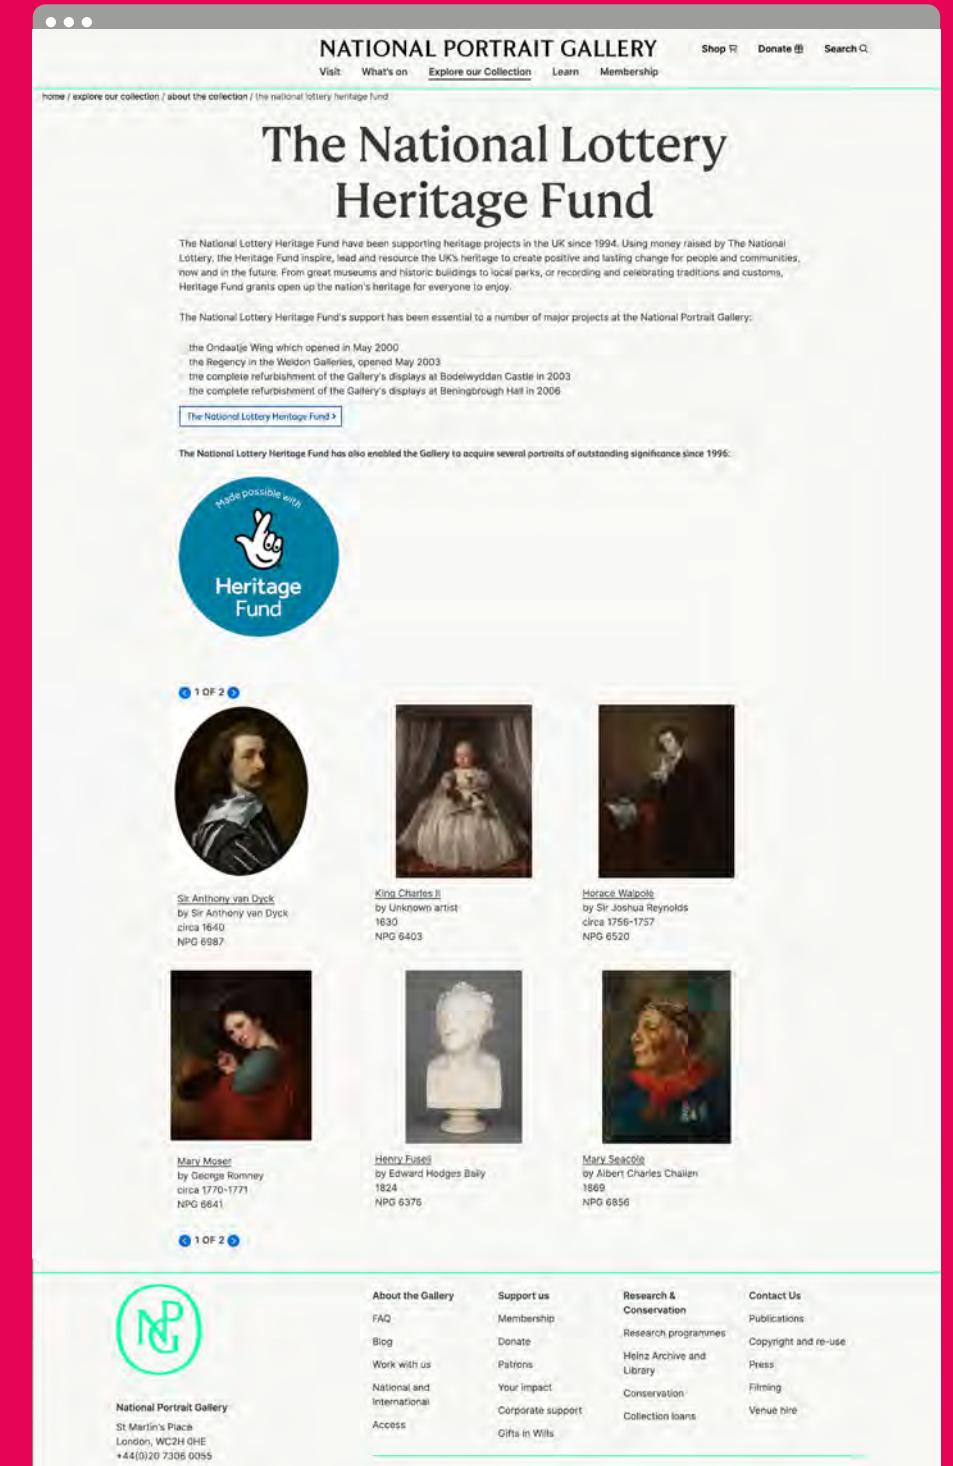 NATIONAL PORTRAIT GALLERY
Shop Donate Search
Visit What's on Explore our Collection Learn Membership
home / explore our collection / about the collection / the national lottery heritage fund
The National Lottery
Heritage Fund
The National Lottery Heritage Fund have been supporting heritage projects in the UK since 1994. Using money raised by The National
Lottery, the Heritage Fund inspire, lead and resource the UK's heritage to create positive and lasting change for people and communities,
now and in the future. From great museums and historic buildings to local parks, or recording and celebrating traditions and customs,
Heritage Fund grants open up the nation's heritage for everyone to enjoy.
The National Lottery Heritage Fund's support has been essential to a number of major projects at the National Portrait Gallery:
the Ondaatje Wing which opened in May 2000
the Regency in the Weldon Galleries, opened May 2003
the complete refurbishment of the Gallery's displays at Bodelwyddan Castle in 2003
the complete refurbishment of the Gallery's displays at Beningbrough Hall in 2006
The National Lottery Heritage Fund >
The National Lottery Heritage Fund has also enabled the Gallery to acquire several portraits of outstanding significance since 1996:
Made possible with
Heritage
Fund
1 OF 2
Sir Anthony van Dyck
by Sir Anthony van Dyck
circa 1640
NPG 6987
King Charles II
by Unknown artist
1630
NPG 6403
Horace Walpole
by Sir Joshua Reynolds
circa 1756-1757
NPG 6520
Mary Moser
by George Romney
circa 1770-1771
NPG 6641
Henry Fuseli
by Edward Hodges Baily
1824
NPG 6376
Mary Seacole
by Albert Charles Challen
1869
NPG 6856
1 OF 2
NPG
National Portrait Gallery
St Martin's Place
London, WC2H 0HE
+44(0)20 7306 0055
About the Gallery
FAQ
Blog
Work with us
National and
International
Access
Support us
Membership
Donate
Patrons
Your impact
Corporate support
Gifts in Wills
Research &
Conservation
Research programmes
Heinz Archive and
Library
Conservation
Collection loans
Contact Us
Publications
Copyright and re-use
Press
Filming
Venue hire